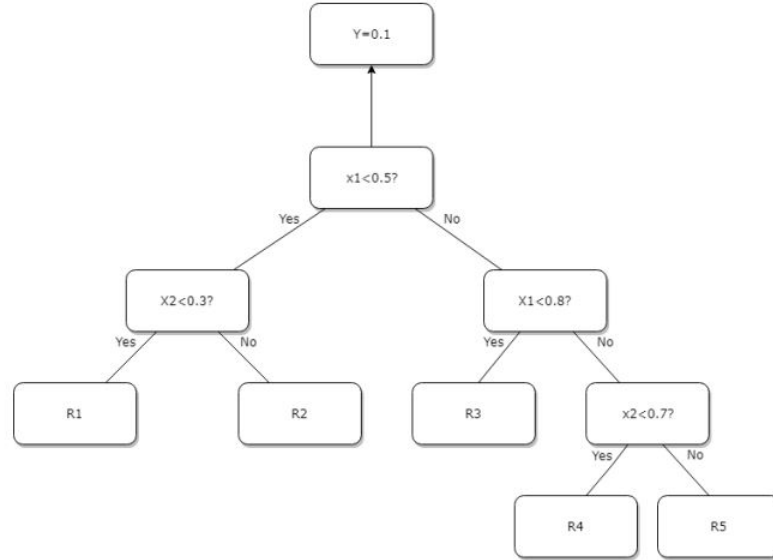 Y=0.1
x1<0.5?
Yes
No
X2<0.3?
X1<0.8?
Yes
No
Yes
No
R1
R2
R3
x2<0.7?
Yes
No
R4
R5